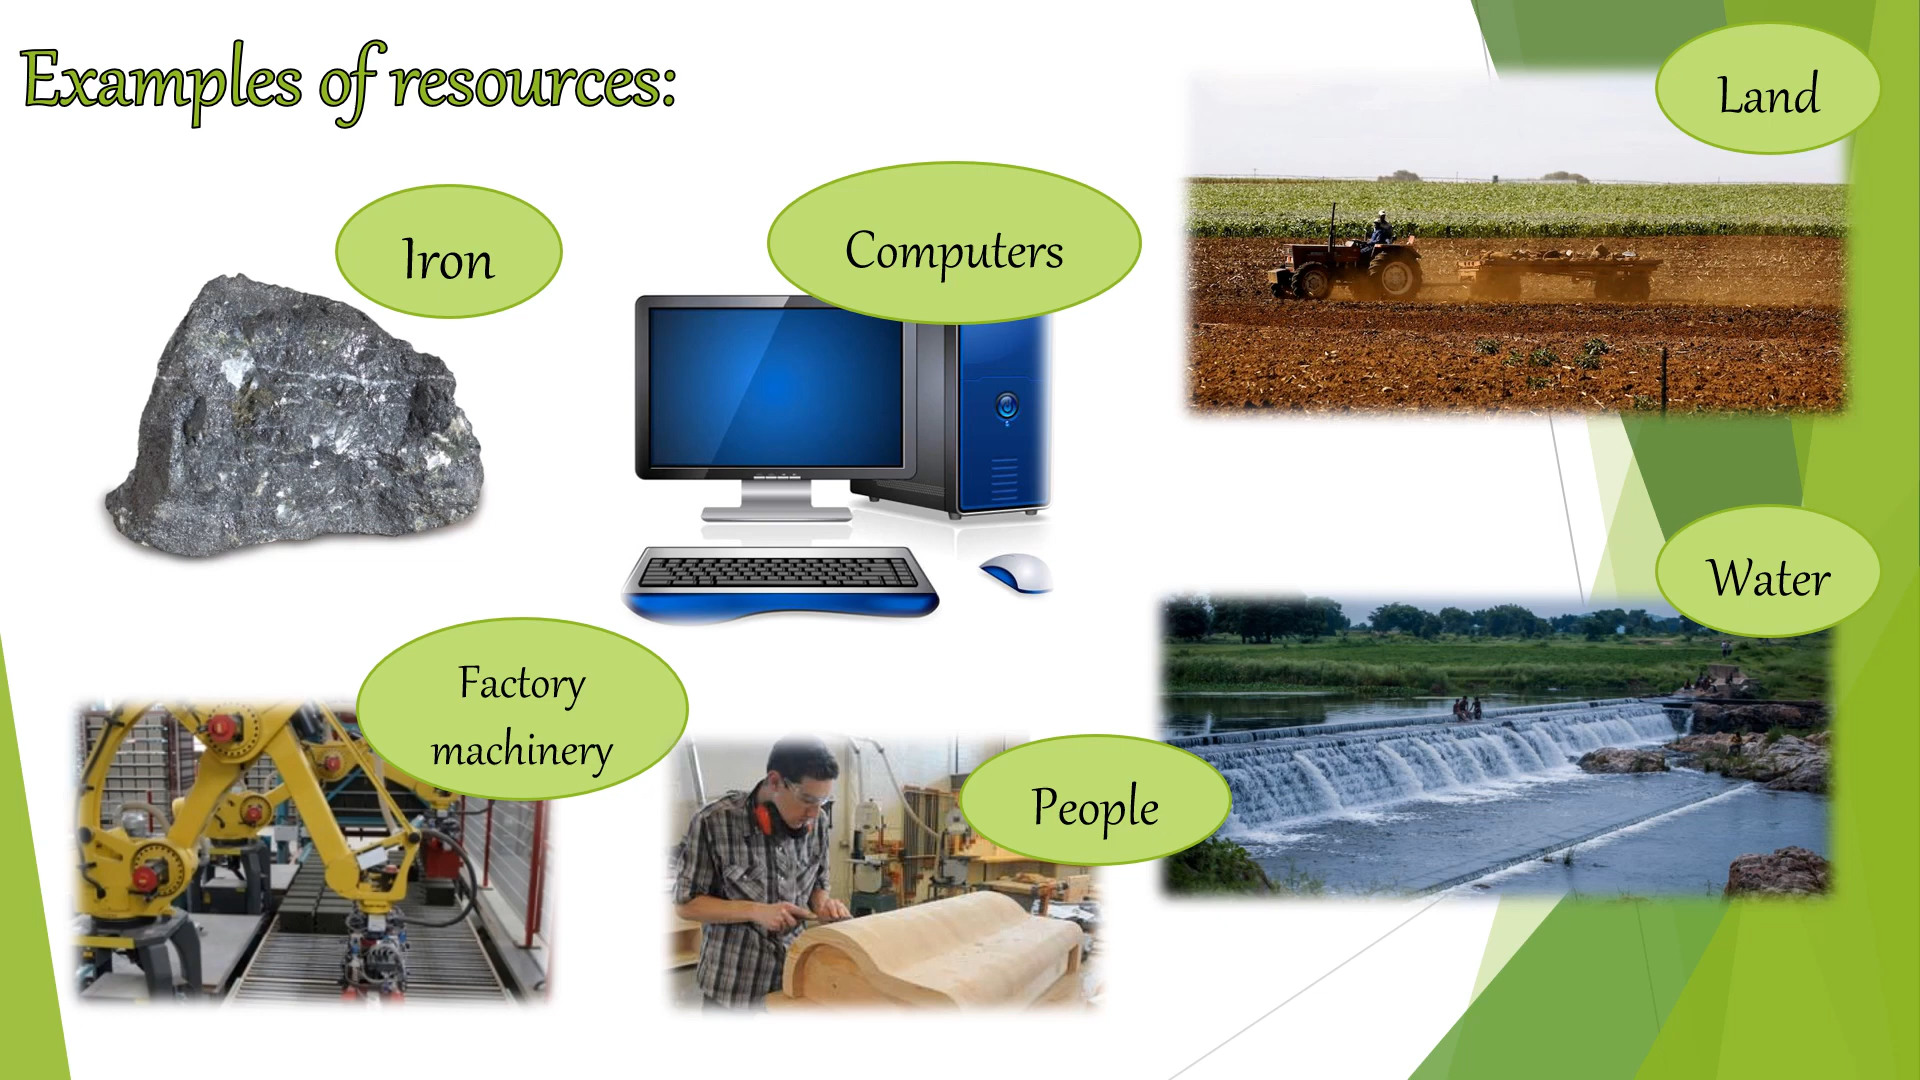 Examples of resources:
Land
Iron
Computers
Water
Factory
machinery
People